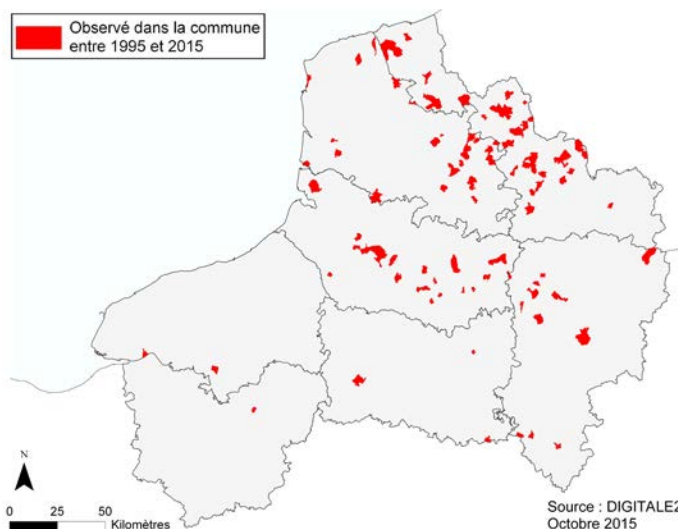 Observé dans la commune
entre 1995 et 2015
N
0 25 50
Kilomètres
Source : DIGITALE2
Octobre 2015